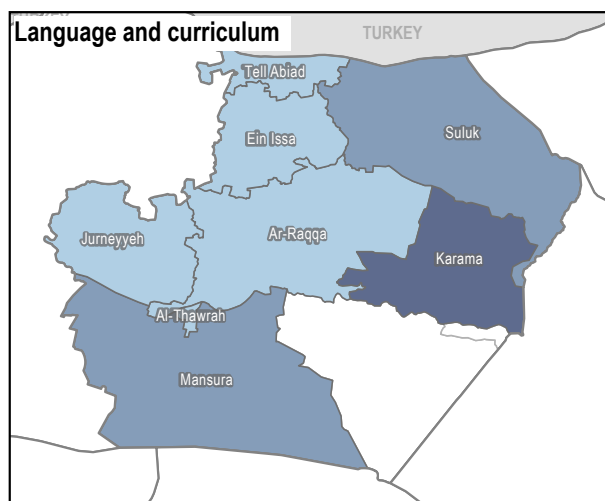 Language and curriculum
TURKEY
Tell Abiad
Suluk
Ein Issa
Ar-Raqqa
Jurneyyeh
Karama
Al-Thawrah
Mansura